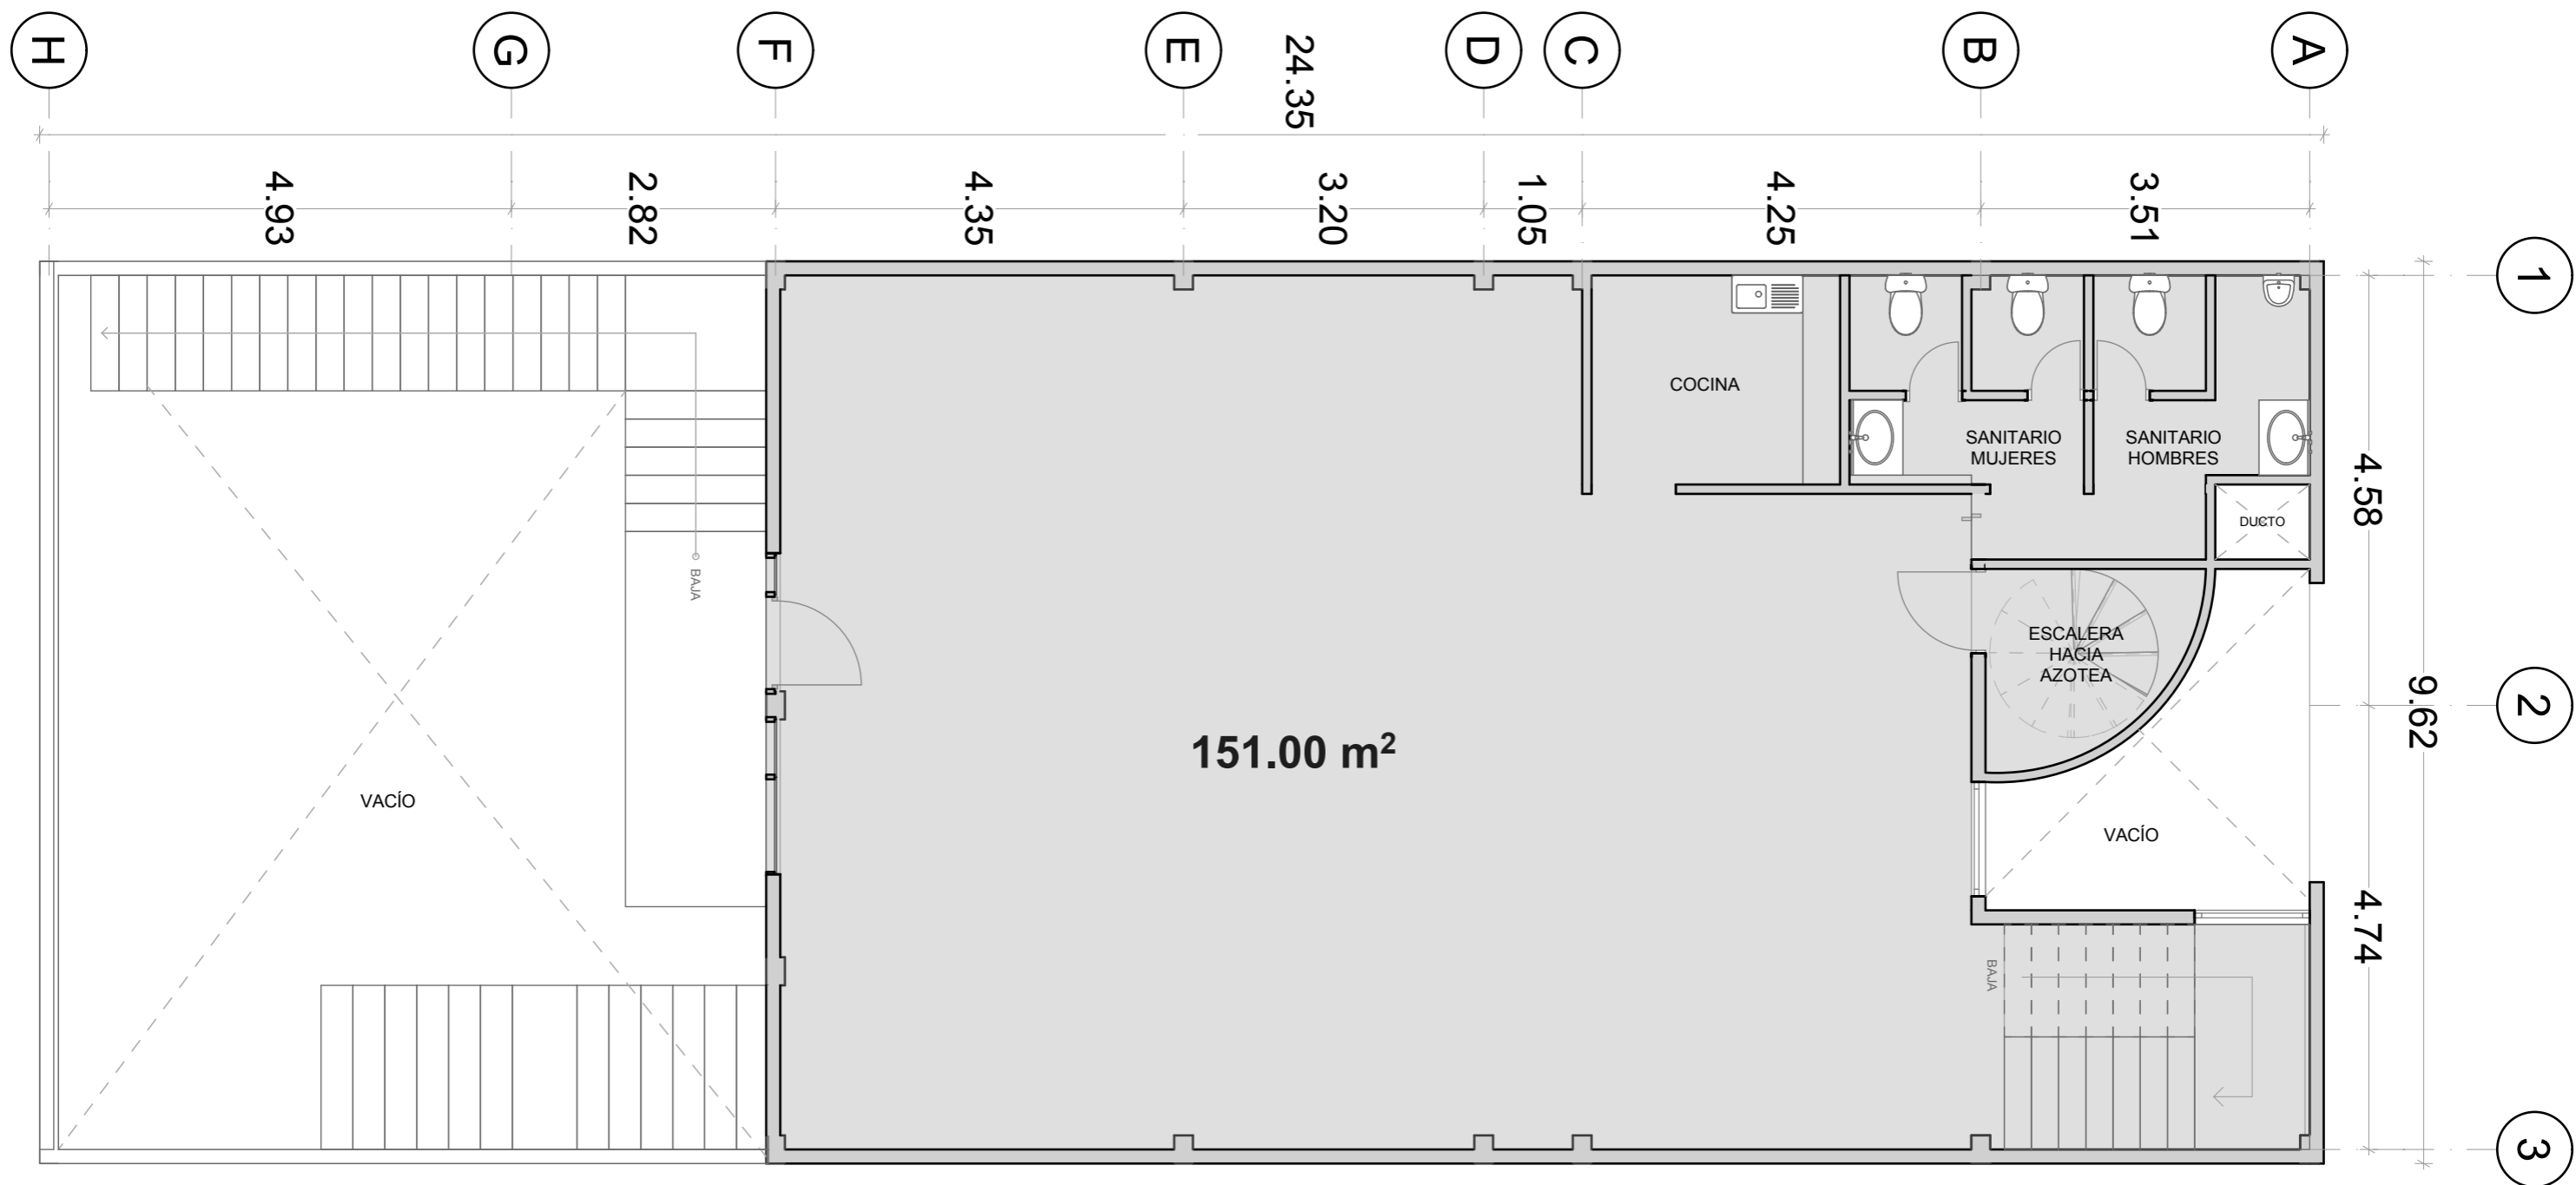 H
G
F
E
D
C
B
A
24.35
4.93
2.82
4.35
3.20
1.05
4.25
3.51
1
2
3
4.58
9.62
4.74
COCINA
SANITARIO
MUJERES
SANITARIO
HOMBRES
DUCTO
BAJA
ESCALERA
HACIA
AZOTEA
151.00 m²
VACÍO
VACÍO
BAJA